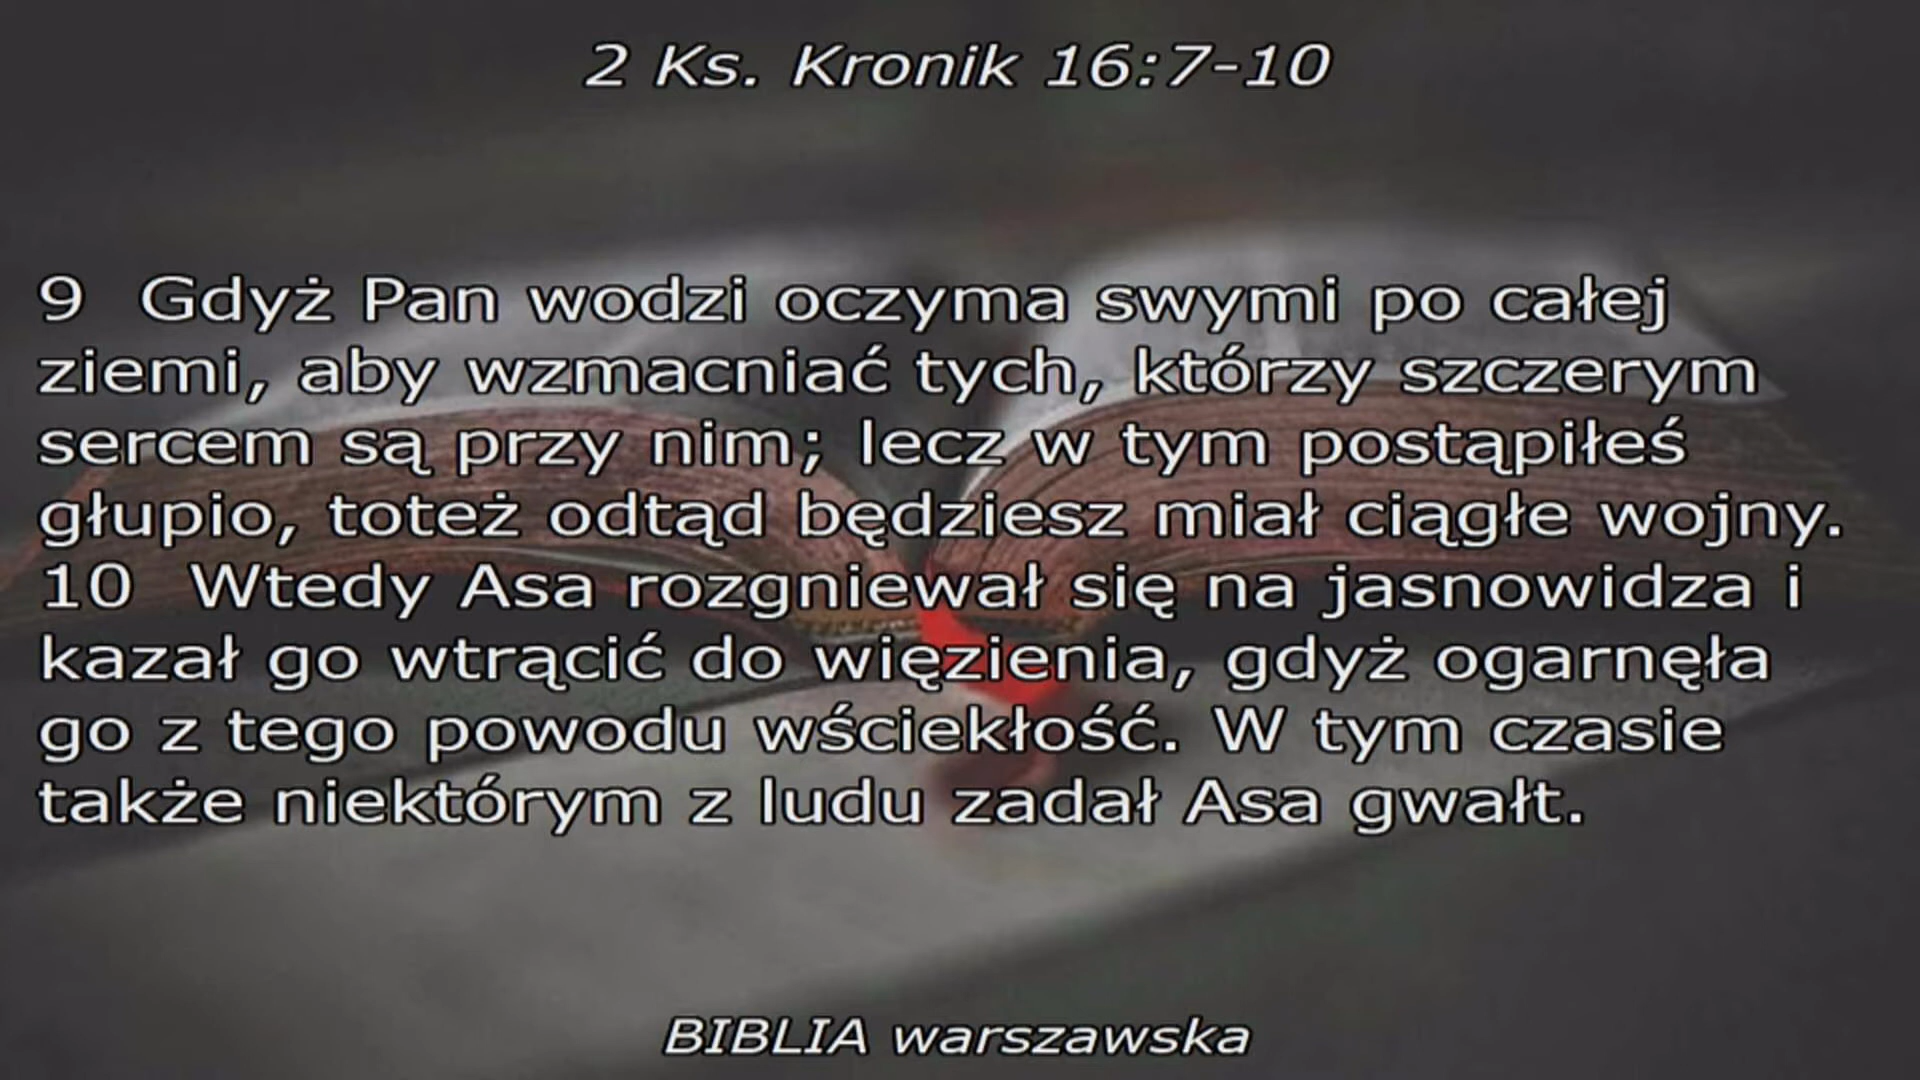 2 Ks. Kronik 16:7-10
9 Gdyż Pan wodzi oczyma swymi po całej
ziemi, aby wzmacniać tych, którzy szczerym
sercem są przy nim; lecz w tym postąpiłeś
głupio, toteż odtąd będziesz miał ciągłe wojny.
10 Wtedy Asa rozgniewał się na jasnowidza i
kazał go wtrącić do więzienia, gdyż ogarnęła
go z tego powodu wściekłość. W tym czasie
także niektórym z ludu zadał Asa gwałt.
BIBLIA warszawska